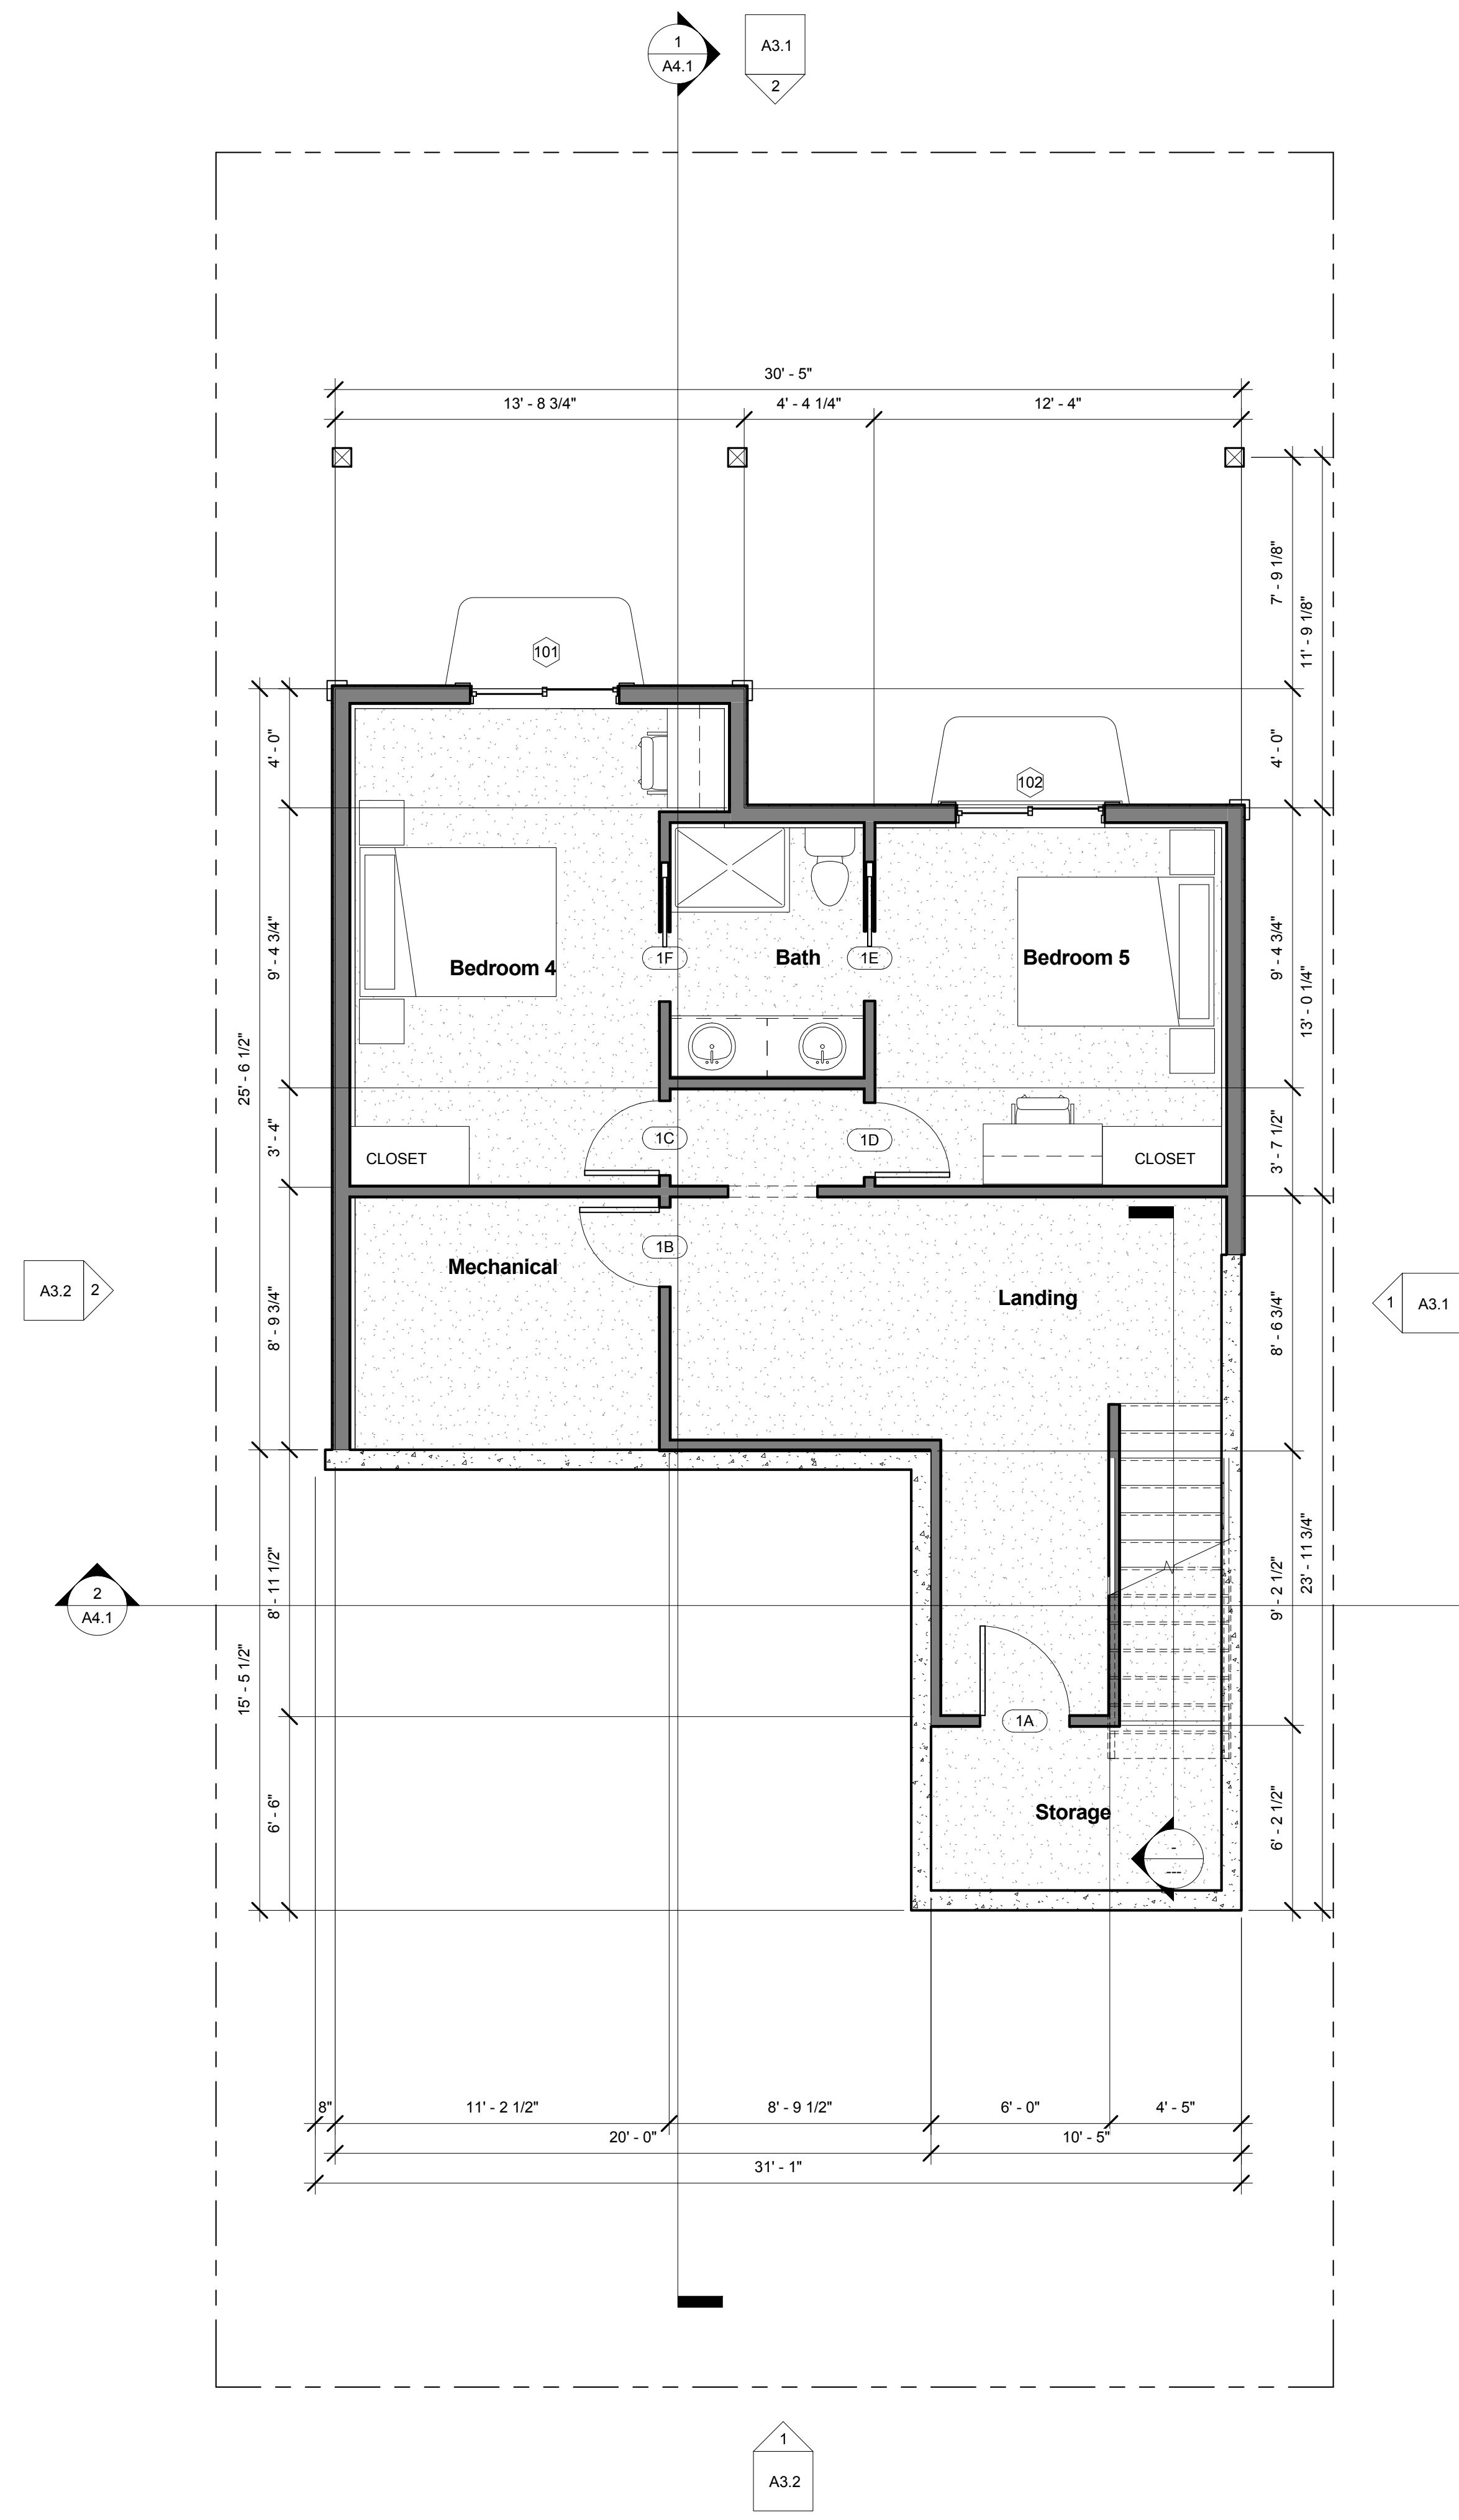 1
A4.1
A3.1
2
30' - 5"
13' - 8 3/4"
4' - 4 1/4"
12' - 4"
7' - 9 1/8"
11' - 9 1/8"
101
4' - 0"
4' - 0"
102
9' - 4 3/4"
25' - 6 1/2"
Bedroom 4
1F
Bath
1E
Bedroom 5
9' - 4 3/4"
13' - 0 1/4"
3' - 4"
CLOSET
1C
1D
CLOSET
3' - 7 1/2"
1B
Mechanical
Landing
A3.2
2
1
A3.1
8' - 9 3/4"
8' - 6 3/4"
2
A4.1
8' - 11 1/2"
15' - 5 1/2"
9' - 2 1/2"
23' - 11 3/4"
1A
6' - 6"
Storage
-
---
6' - 2 1/2"
8"
11' - 2 1/2"
8' - 9 1/2"
6' - 0"
4' - 5"
20' - 0"
10' - 5"
31' - 1"
1
A3.2